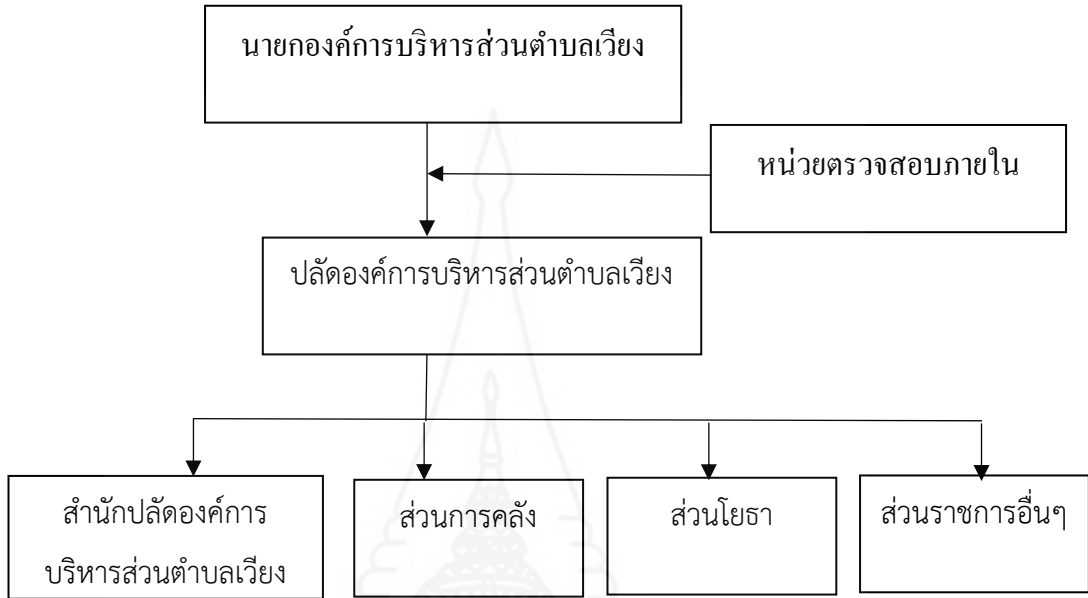 นายกองค์การบริหารส่วนตำบลเวียง
หน่วยตรวจสอบภายใน
ปลัดองค์การบริหารส่วนตำบลเวียง
สำนักปลัดองค์การ
บริหารส่วนตำบลเวียง
ส่วนการคลัง
ส่วนโยธา
ส่วนราชการอื่นๆ